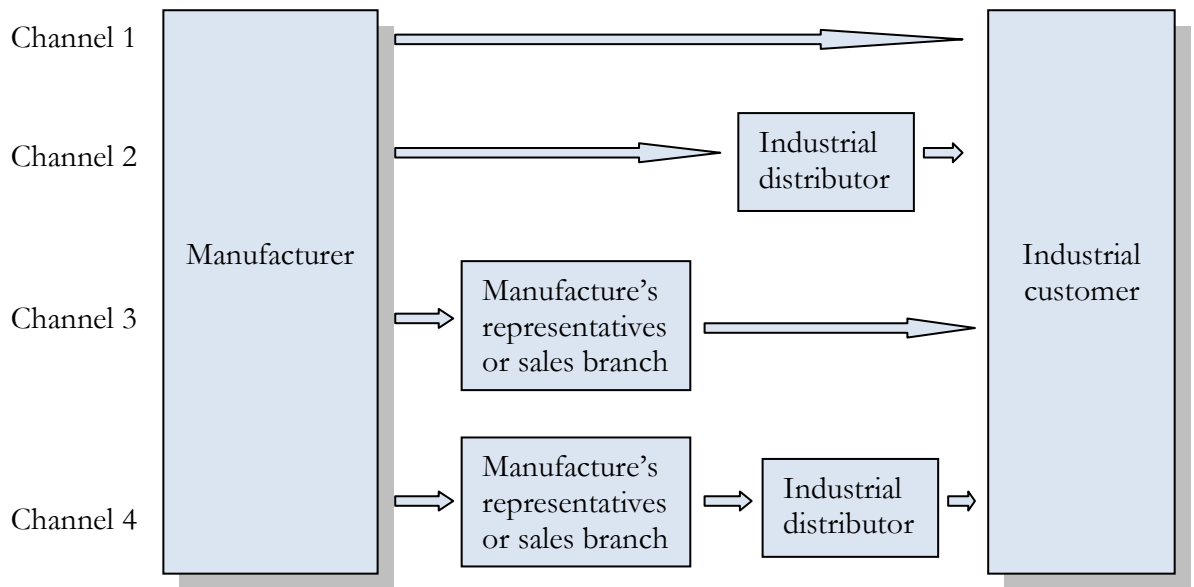 Channel 1
Channel 2
Industrial
distributor
Manufacturer
Industrial
customer
Channel 3
Manufacture’s
representatives
or sales branch
Channel 4
Manufacture’s
representatives
or sales branch
Industrial
distributor